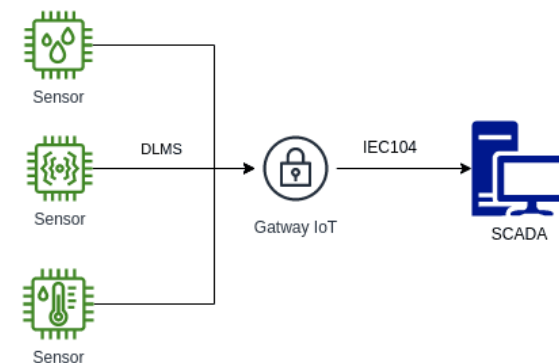 Sensor
DLMS
IEC104
Sensor
Gatway IoT
SCADA
Sensor